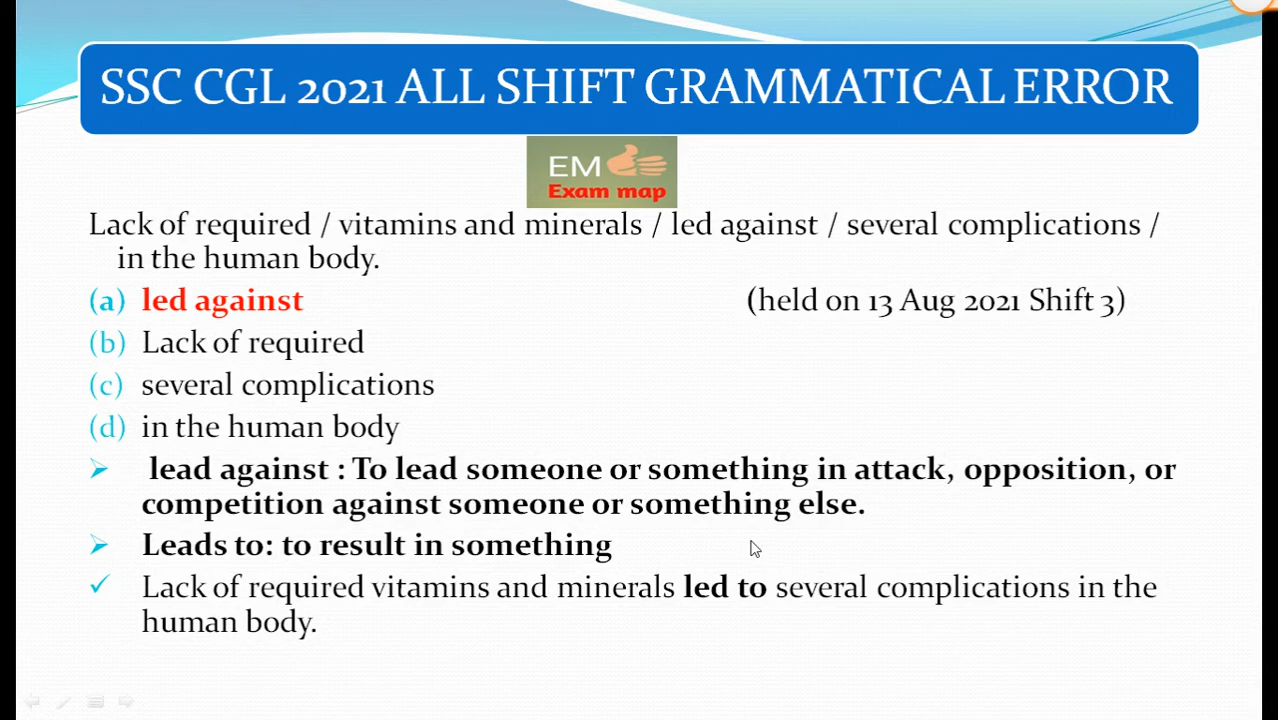 SSC CGL 2021 ALL SHIFT GRAMMATICAL ERROR
EM
Exam map
Lack of required / vitamins and minerals / led against / several complications /
in the human body.
(a) led against (held on 13 Aug 2021 Shift 3)
(b) Lack of required
(c) several complications
(d) in the human body
➢ lead against : To lead someone or something in attack, opposition, or
competition against someone or something else.
➢ Leads to: to result in something
✓ Lack of required vitamins and minerals led to several complications in the
human body.